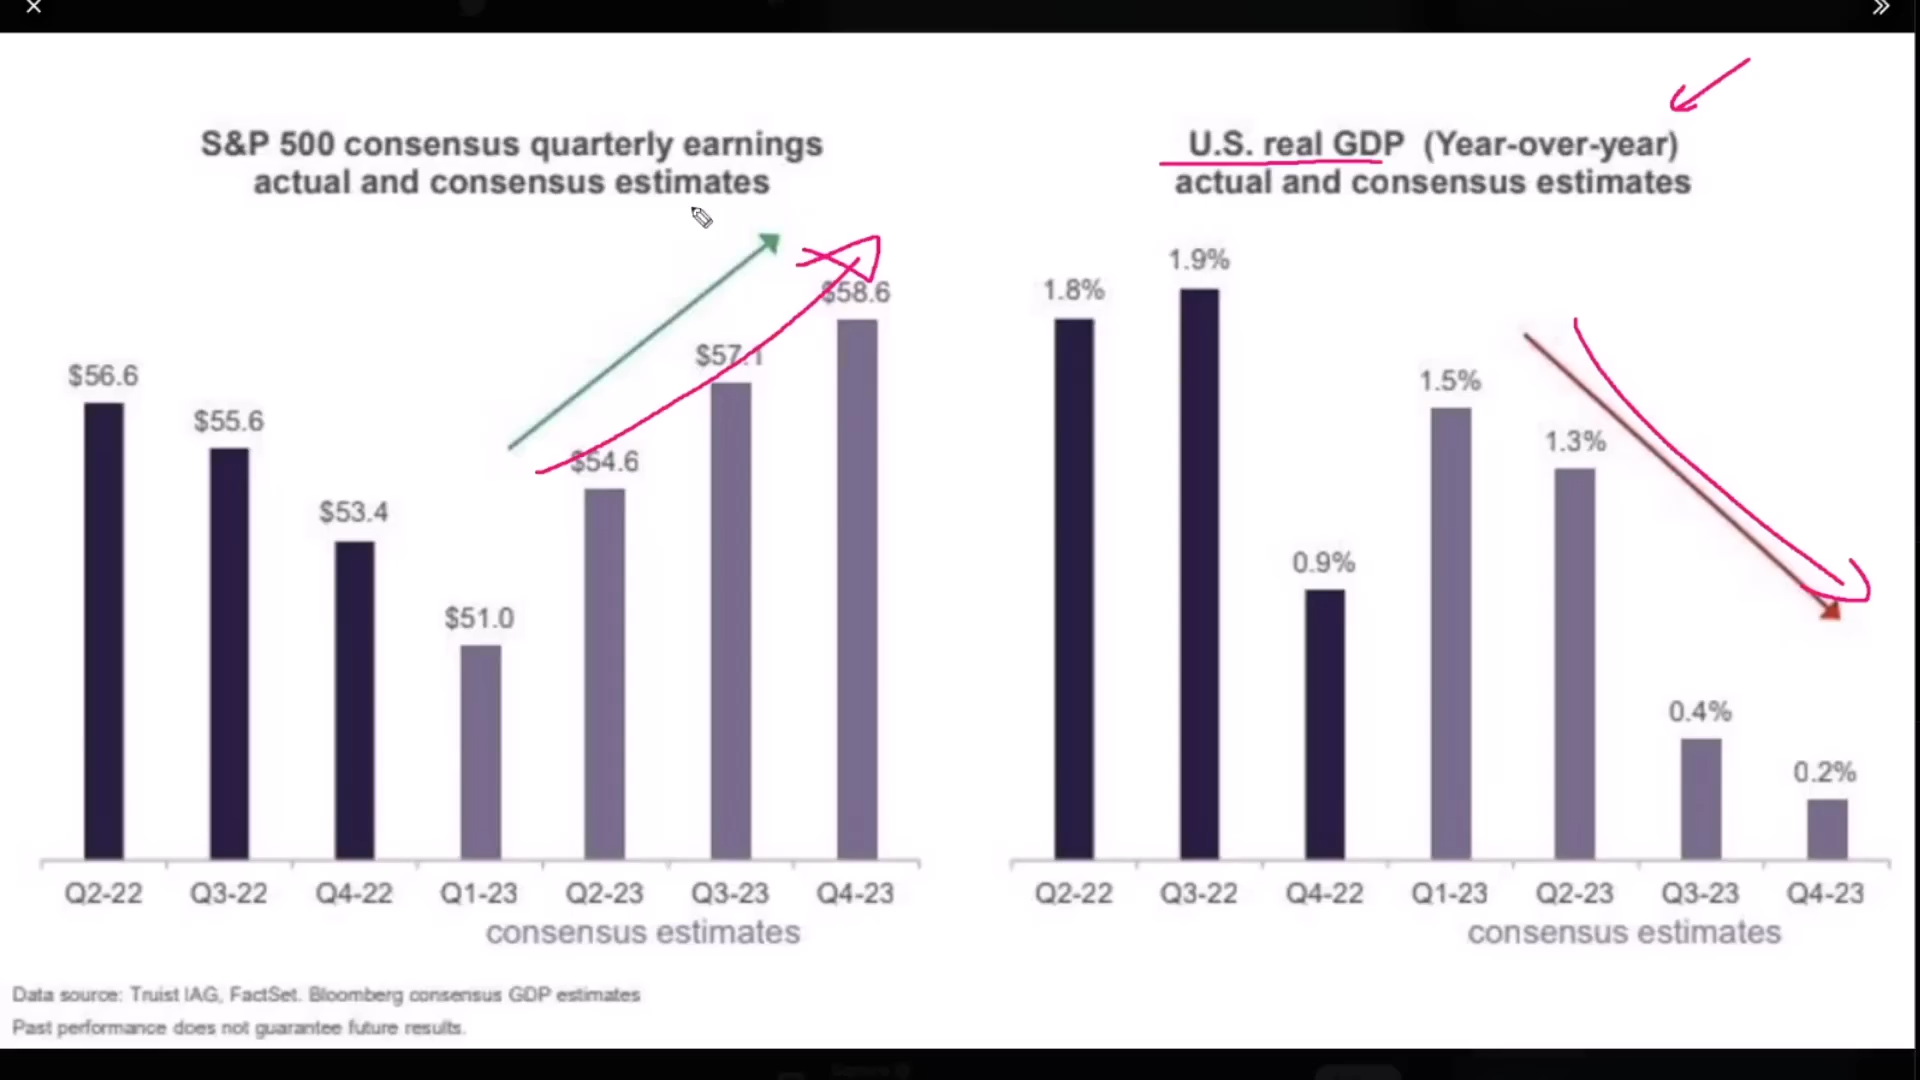 S&P 500 consensus quarterly earnings
actual and consensus estimates
$56.6
$55.6
$53.4
$51.0
$54.6
$57.1
$58.6
Q2-22 Q3-22 Q4-22 Q1-23 Q2-23 Q3-23 Q4-23
consensus estimates
U.S. real GDP (Year-over-year)
actual and consensus estimates
1.8%
1.9%
0.9%
1.5%
1.3%
0.4%
0.2%
Q2-22 Q3-22 Q4-22 Q1-23 Q2-23 Q3-23 Q4-23
consensus estimates
Data source: Truist IAG, FactSet. Bloomberg consensus GDP estimates
Past performance does not guarantee future results.